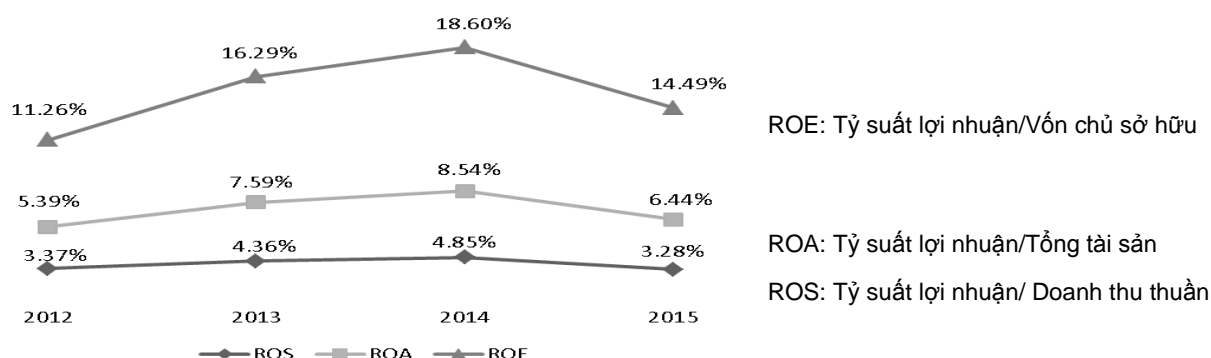 18.60%
16.29%
14.49%
11.26%
ROE: Tỷ suất lợi nhuận/Vốn chủ sở hữu
8.54%
7.59%
6.44%
5.39%
ROA: Tỷ suất lợi nhuận/Tổng tài sản
4.85%
4.36%
3.37%
3.28%
ROS: Tỷ suất lợi nhuận/ Doanh thu thuần
2012 2013 2014 2015
ROS ROA ROE